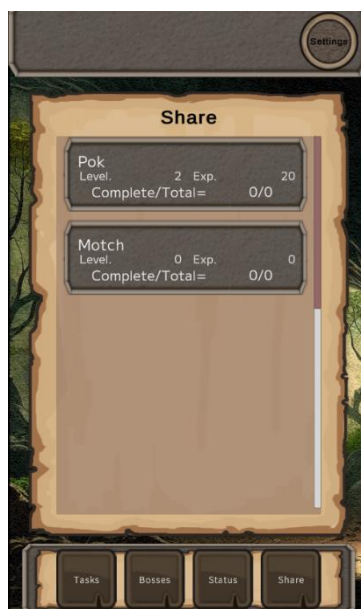 Settings
Share
Pok
Level. 2 Exp. 20
Complete/Total= 0/0
Motch
Level. 0 Exp. 0
Complete/Total= 0/0
Tasks Bosses Status Share